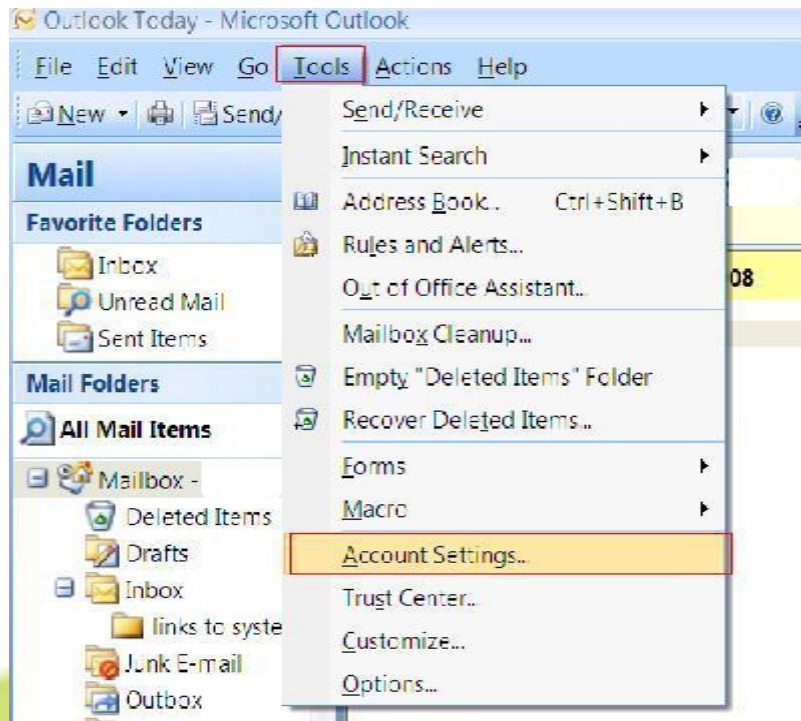 Outlook Today - Microsoft Outlook
File Edit View Go Tools Actions Help
New Send/
Mail
Favorite Folders
Inbox
Unread Mail
Sent Items
Mail Folders
All Mail Items
Mailbox -
Deleted Items
Drafts
Inbox
links to syste
Junk E-mail
Outbox
Send/Receive
Instant Search
Address Book... Ctrl+Shift+B
Rules and Alerts...
Out of Office Assistant...
Mailbox Cleanup...
Empty "Deleted Items" Folder
Recover Deleted Items...
Forms
Macro
Account Settings...
Trust Center...
Customize...
Options...
08